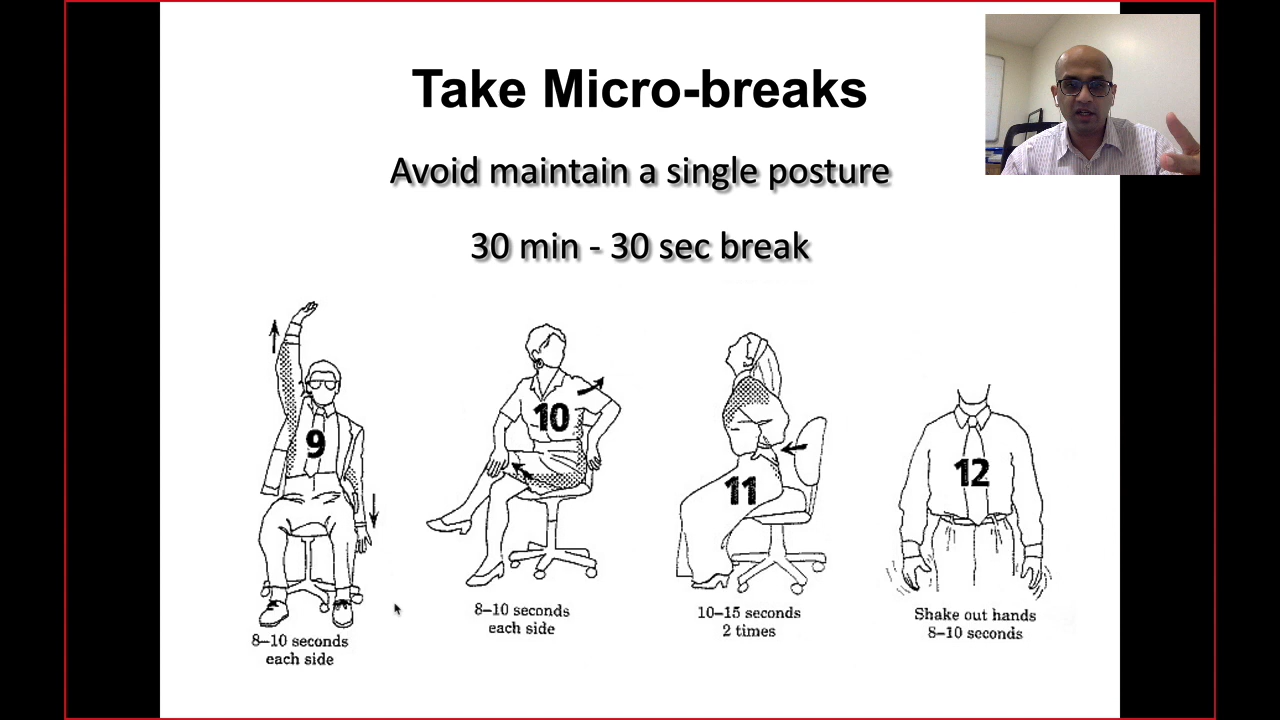 Take Micro-breaks
Avoid maintain a single posture
30 min - 30 sec break
9
10
11
12
8–10 seconds
each side
8–10 seconds
each side
10–15 seconds
2 times
Shake out hands
8–10 seconds